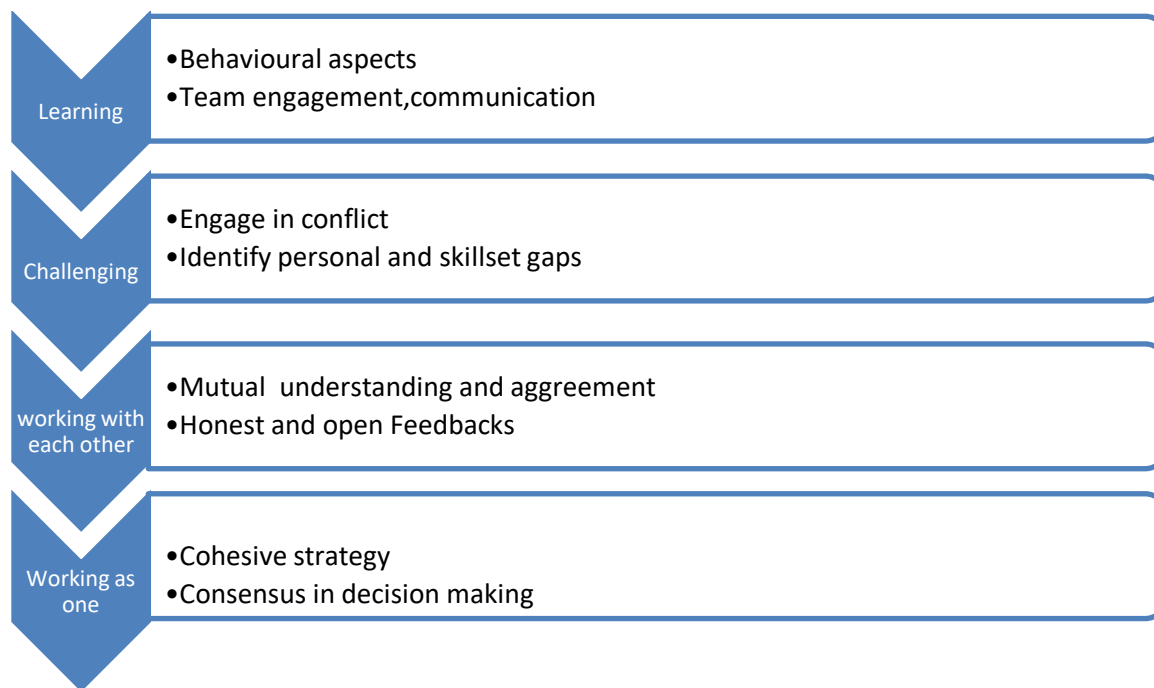 Learning
•Behavioural aspects
•Team engagement,communication
Challenging
•Engage in conflict
•Identify personal and skillset gaps
working with
each other
•Mutual  understanding and aggreement
•Honest and open Feedbacks
Working as
one
•Cohesive strategy
•Consensus in decision making